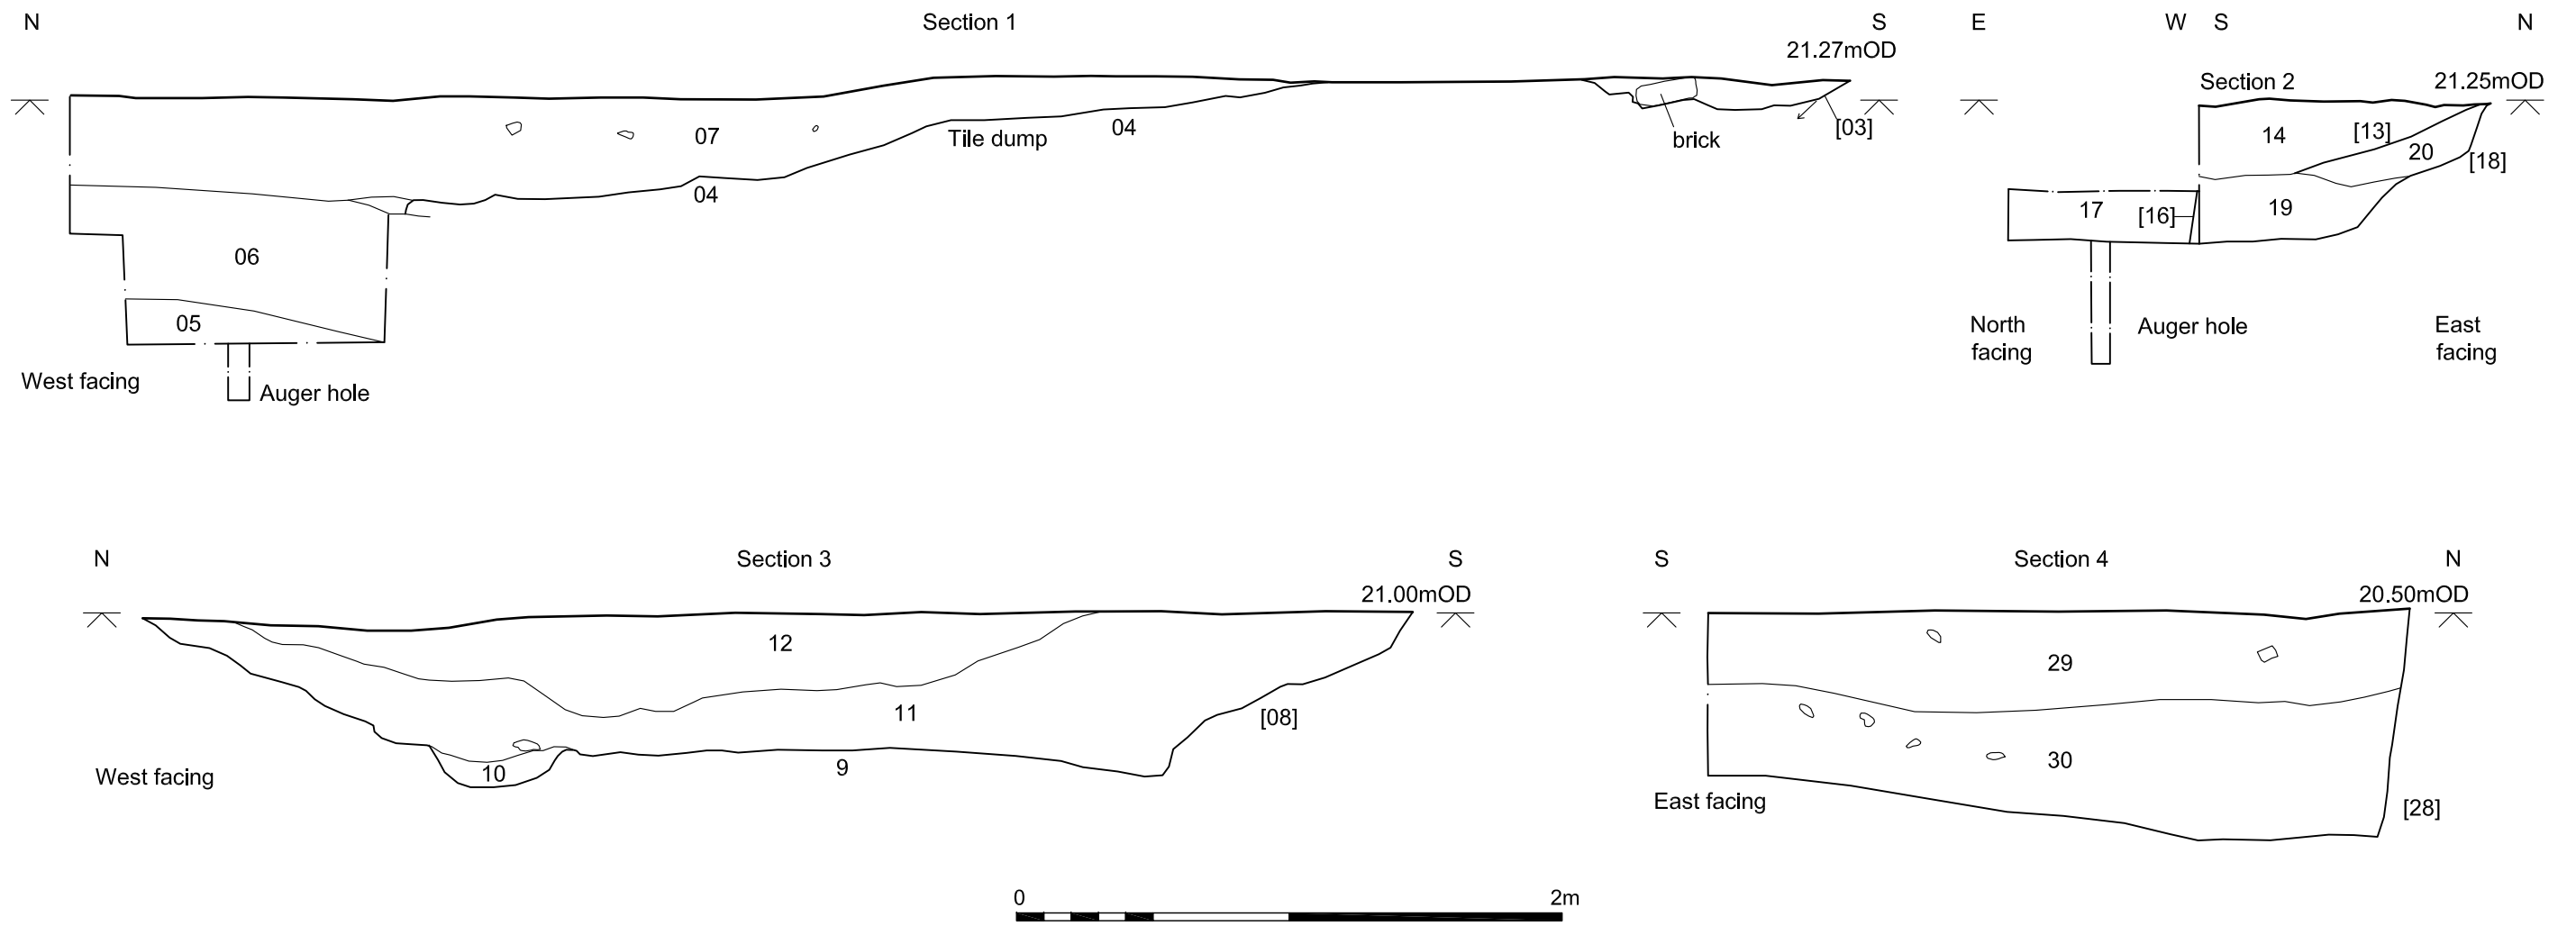 N Section 1 S
21.27mOD
07
04
Tile dump
04
brick
[03]
06
05
West facing
Auger hole
E W S N
Section 2
21.25mOD
14
[13]
20
[18]
17
[16]
19
North
facing
Auger hole
East
facing
N Section 3 S
21.00mOD
12
11
[08]
10
9
West facing
S Section 4 N
20.50mOD
29
30
East facing
[28]
0 2m